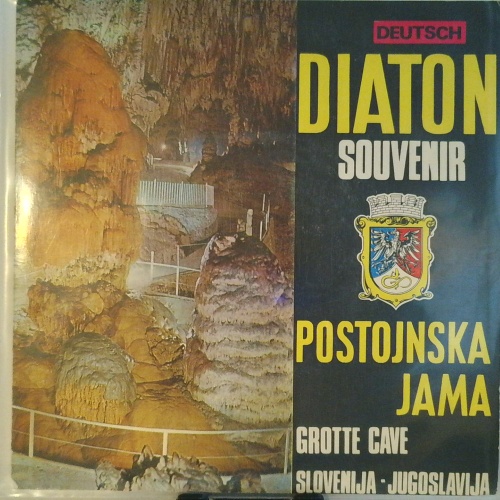 DEUTSCH
DIATON
SOUVENIR
POSTOJNSKA
JAMA
GROTTE CAVE
SLOVENIJA - JUGOSLAVIJA